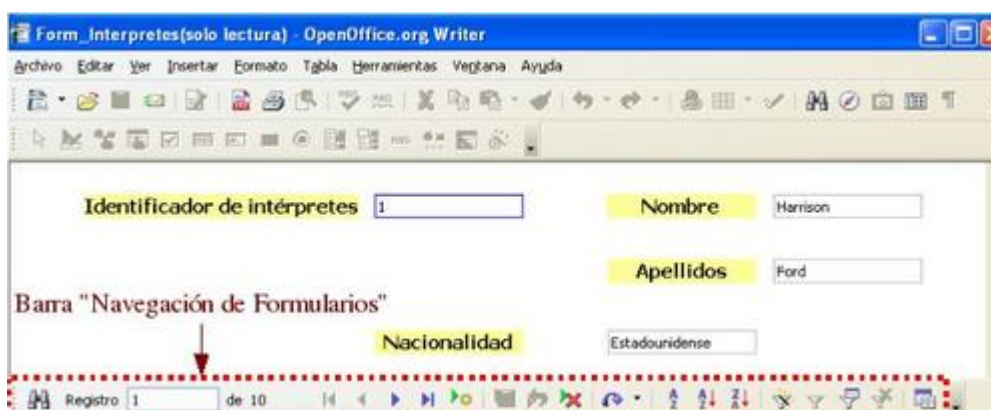 Form_Interpretes(solo lectura) - OpenOffice.org Writer
Archivo Editar Ver Insertar Formato Tabla Herramientas Ventana Ayuda
Identificador de intérpretes 1 Nombre Harrison
Apellidos Ford
Barra "Navegación de Formularios"
Nacionalidad Estadounidense
Registro 1 de 10